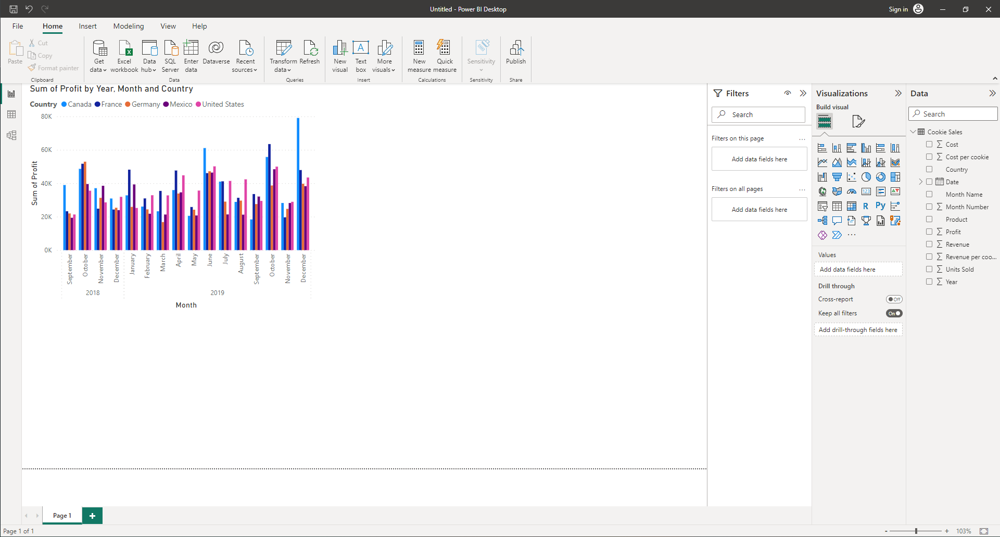 Untitled - Power BI Desktop
Sign in
File
Home
Insert
Modeling
View
Help
Paste
Cut
Copy
Format painter
Clipboard
Get data
Excel workbook
Data hub
SQL Server
Enter data
Dataverse
Recent sources
Data
Transform data
Refresh
Queries
New visual
Text box
More visuals
Insert
New measure
Quick measure
Calculations
Sensitivity
Sensitivity
Publish
Share
Sum of Profit by Year, Month and Country
Country Canada France Germany Mexico United States
80K
60K
40K
20K
0K
Sum of Profit
September
October
November
December
January
February
March
April
May
June
July
August
September
October
November
December
2018
2019
Month
Filters
Search
Filters on this page
...
Add data fields here
Filters on all pages
...
Add data fields here
Visualizations
Build visual
123
R
Py
...
Values
Add data fields here
Drill through
Cross-report
Off
Keep all filters
On
Add drill-through fields here
Data
Search
Cookie Sales
Cost
Cost per cookie
Country
Date
Month Name
Month Number
Product
Profit
Revenue
Revenue per coo...
Units Sold
Year
Page 1
+
Page 1 of 1
- + 103%